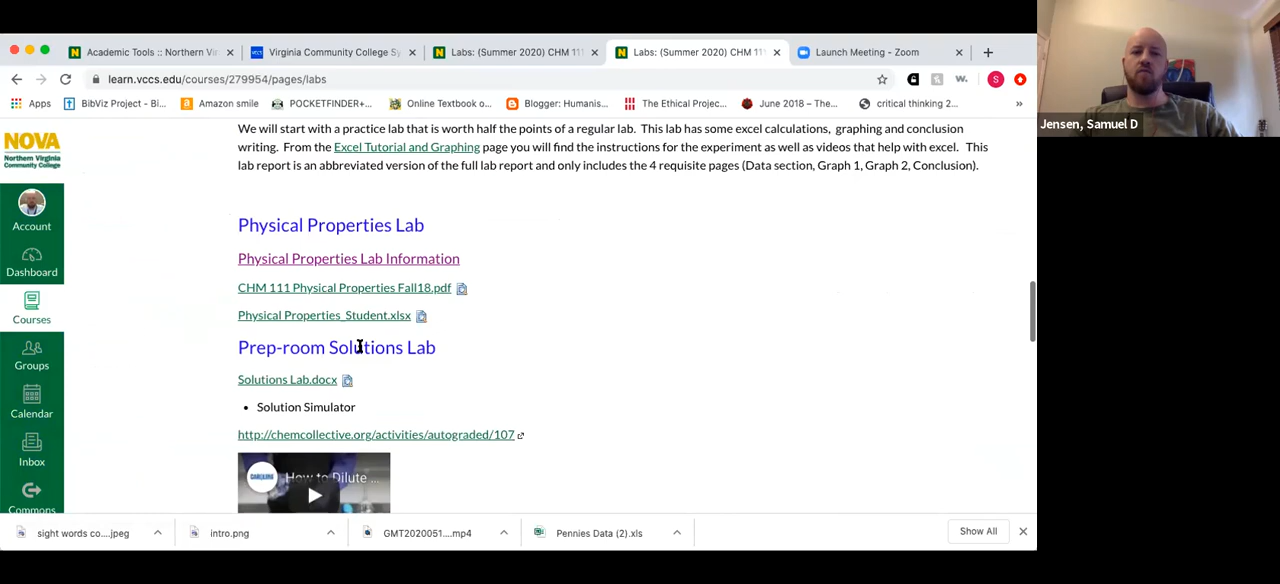 Academic Tools :: Northern Vir
Virginia Community College Sy
Labs: (Summer 2020) CHM 111
Labs: (Summer 2020) CHM 111
Launch Meeting - Zoom
learn.vccs.edu/courses/279954/pages/labs
w.
S
Apps
BibViz Project - Bi...
Amazon smile
POCKETFINDER+...
Online Textbook o...
Blogger: Humanis...
The Ethical Projec...
June 2018 – The...
critical thinking 2...
»
Jensen, Samuel D
NOVA
Northern Virginia
Community College
Account
Dashboard
Courses
Groups
Calendar
Inbox
Commons
We will start with a practice lab that is worth half the points of a regular lab. This lab has some excel calculations, graphing and conclusion
writing. From the Excel Tutorial and Graphing page you will find the instructions for the experiment as well as videos that help with excel. This
lab report is an abbreviated version of the full lab report and only includes the 4 requisite pages (Data section, Graph 1, Graph 2, Conclusion).
Physical Properties Lab
Physical Properties Lab Information
CHM 111 Physical Properties Fall18.pdf
Physical Properties_Student.xlsx
Prep-room Solutions Lab
Solutions Lab.docx
• Solution Simulator
http://chemcollective.org/activities/autograded/107
How to Dilute ...
sight words co....jpeg
intro.png
GMT2020051....mp4
Pennies Data (2).xls
Show All